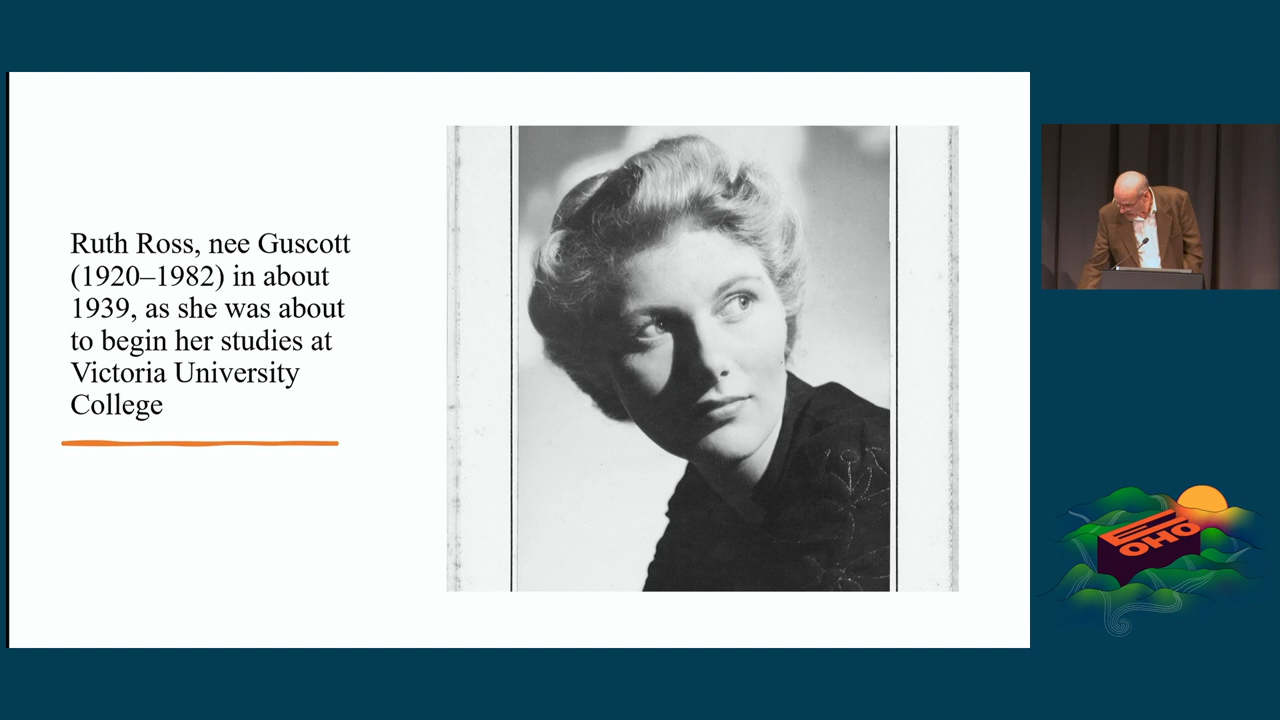 Ruth Ross, nee Guscott
(1920–1982) in about
1939, as she was about
to begin her studies at
Victoria University
College
E OHO